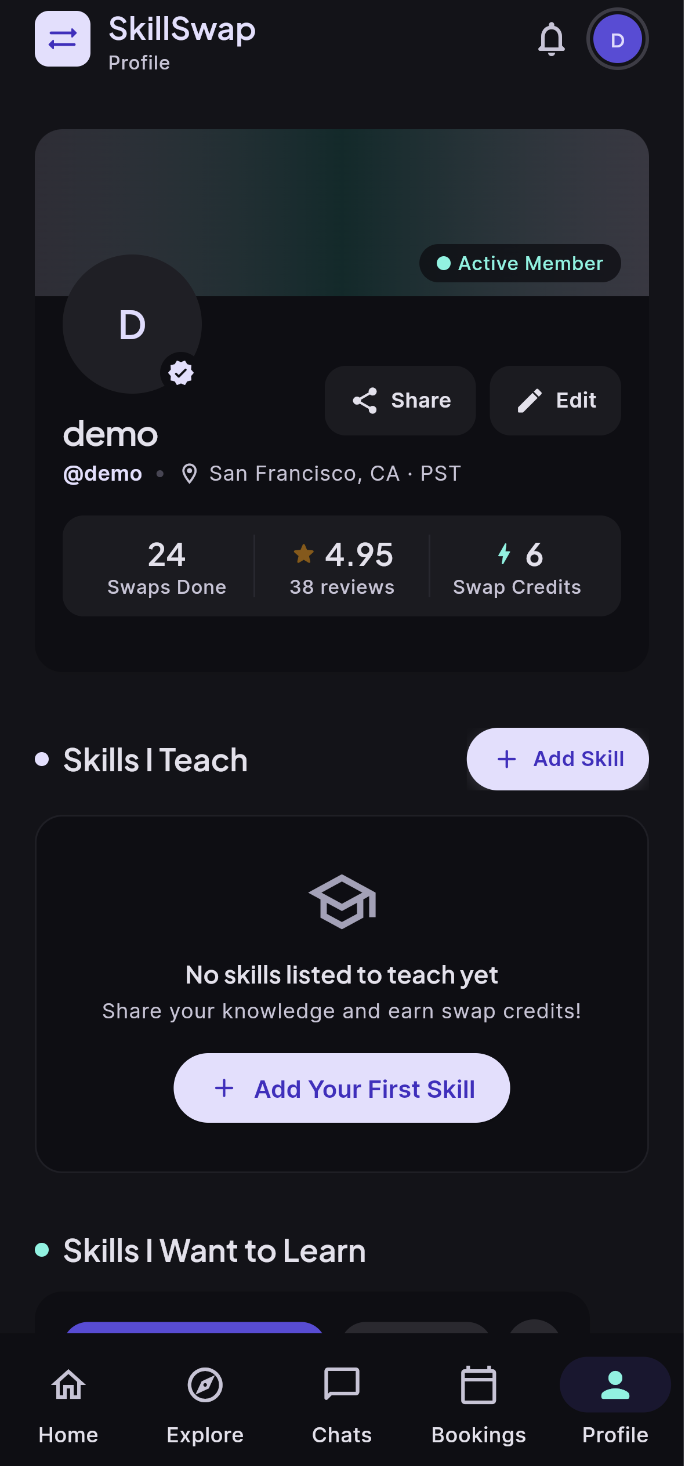 SkillSwap
Profile
D
Active Member
D
Share
Edit
demo
@demo • San Francisco, CA · PST
24
Swaps Done
4.95
38 reviews
6
Swap Credits
Skills I Teach
+ Add Skill
No skills listed to teach yet
Share your knowledge and earn swap credits!
+ Add Your First Skill
Skills I Want to Learn
Home
Explore
Chats
Bookings
Profile